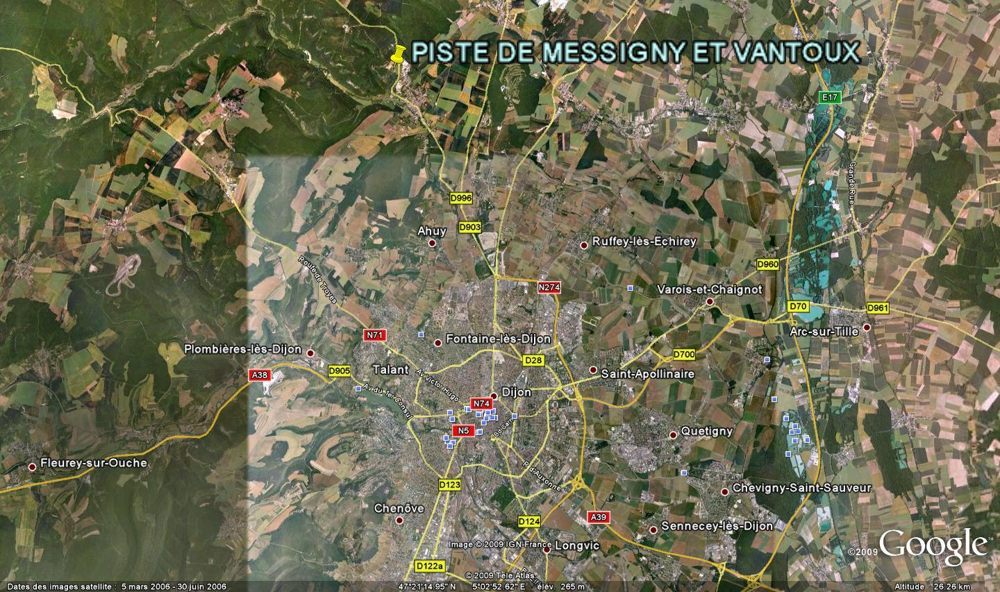 PISTE DE MESSIGNY ET VANTOUX
E17
Grande Rue
D996
D903
Ahuy
Ruffey-lès-Echirey
Route de Troyes
D960
N274
Varois-et-Chaignot
D70
D961
Arc-sur-Tille
N71
Fontaine-lès-Dijon
Plombières-lès-Dijon
D28
D700
A38
D905
Talant
Av Victor Hugo
Saint-Apollinaire
Av du 1er Consul
Dijon
N74
Bd Carnot
N5
Quetigny
Fleurey-sur-Ouche
R d'Auxonne
D123
Chevigny-Saint-Sauveur
Chenôve
D124
A39
Sennecey-lès-Dijon
Image © 2009 IGN-France
Longvic
©2009 Google™
D122a
© 2009 Tele Atlas
Dates des images satellite : 5 mars 2006 - 30 juin 2006
47°21'14.95" N 5°02'52.62" E élév. 265 m
Altitude 26.26 km